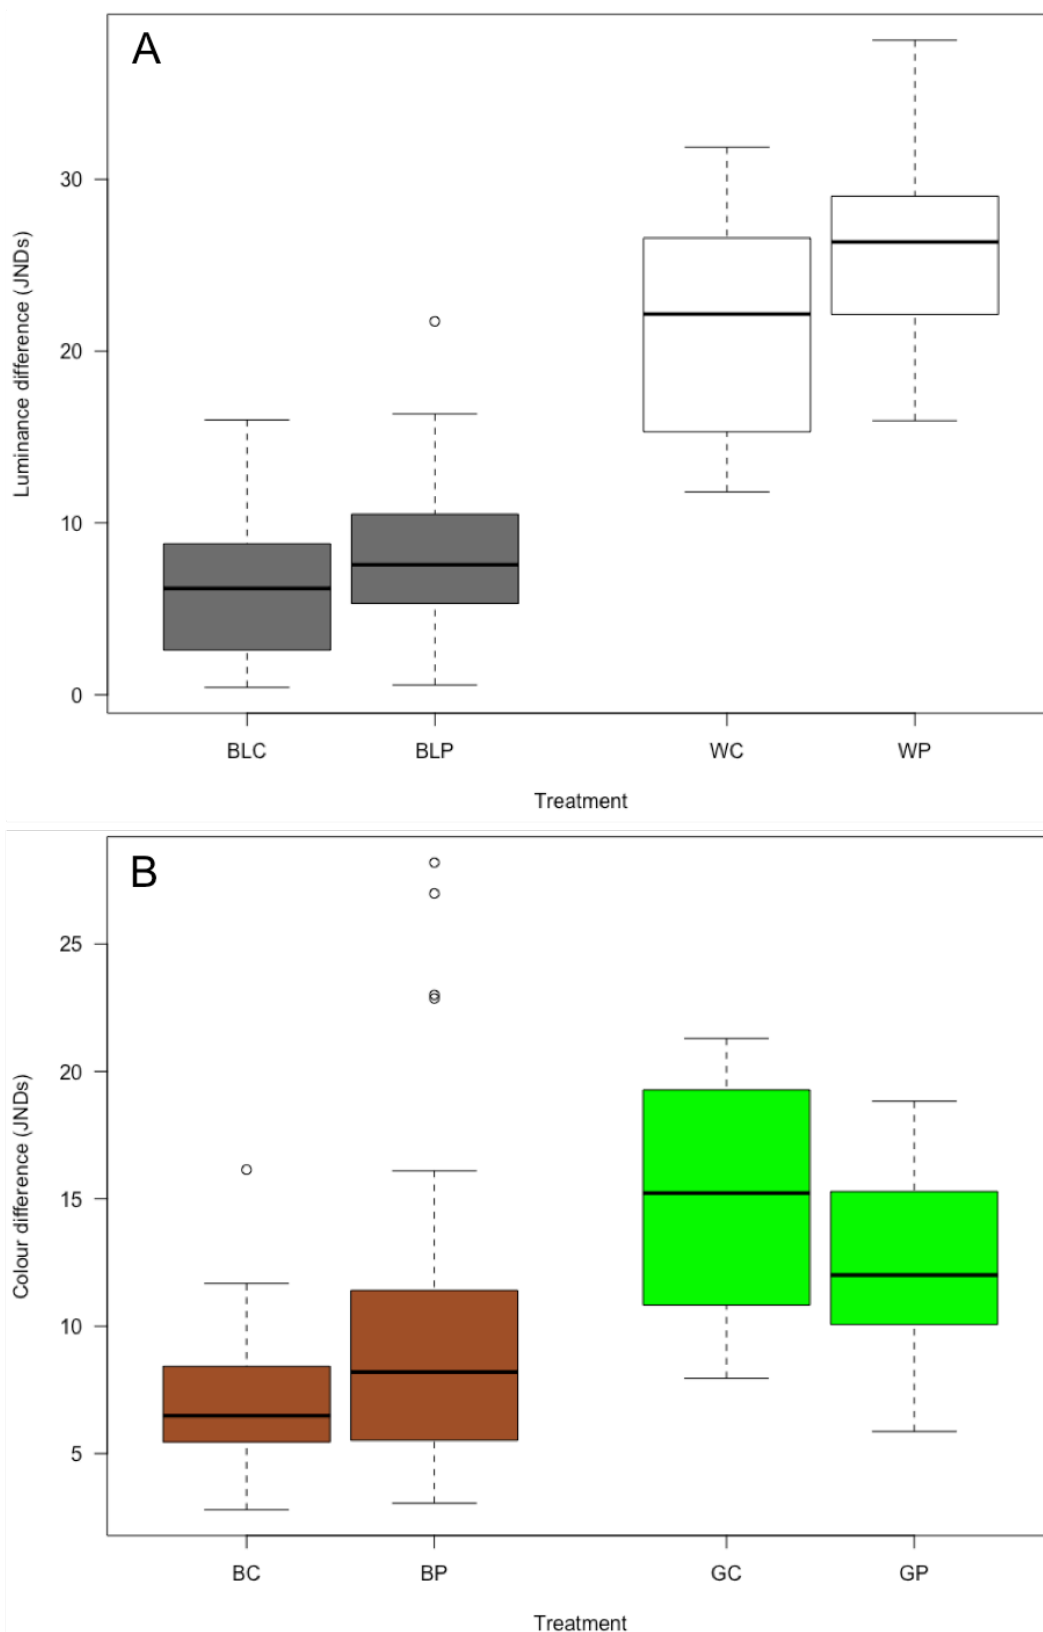 A
Luminance difference (JNDs)
30
20
10
0
BLC BLP WC WP
Treatment
B
Colour difference (JNDs)
25
20
15
10
5
BC BP GC GP
Treatment